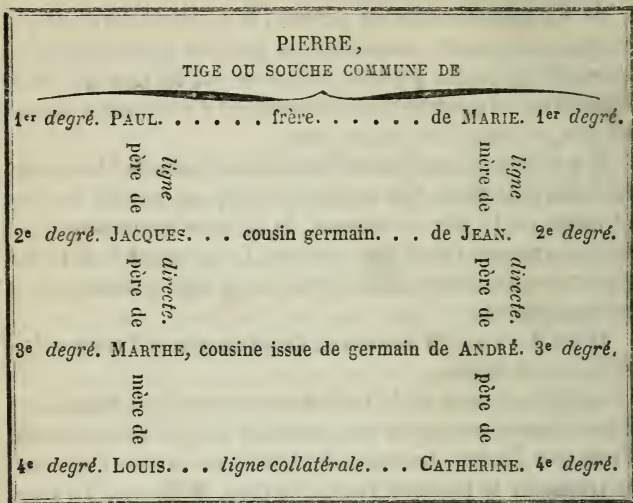 PIERRE,
TIGE OU SOUCHE COMMUNE DE
1er degré. PAUL. . . . . . frère. . . . . . de MARIE. 1er degré.
père de ligne mère de ligne
2e degré. JACQUES. . . cousin germain. . . de JEAN. 2e degré.
père de directe. père de directe.
3e degré. MARTHE, cousine issue de germain de ANDRÉ. 3e degré.
mère de père de
4e degré. LOUIS. . . ligne collatérale. . . CATHERINE. 4e degré.